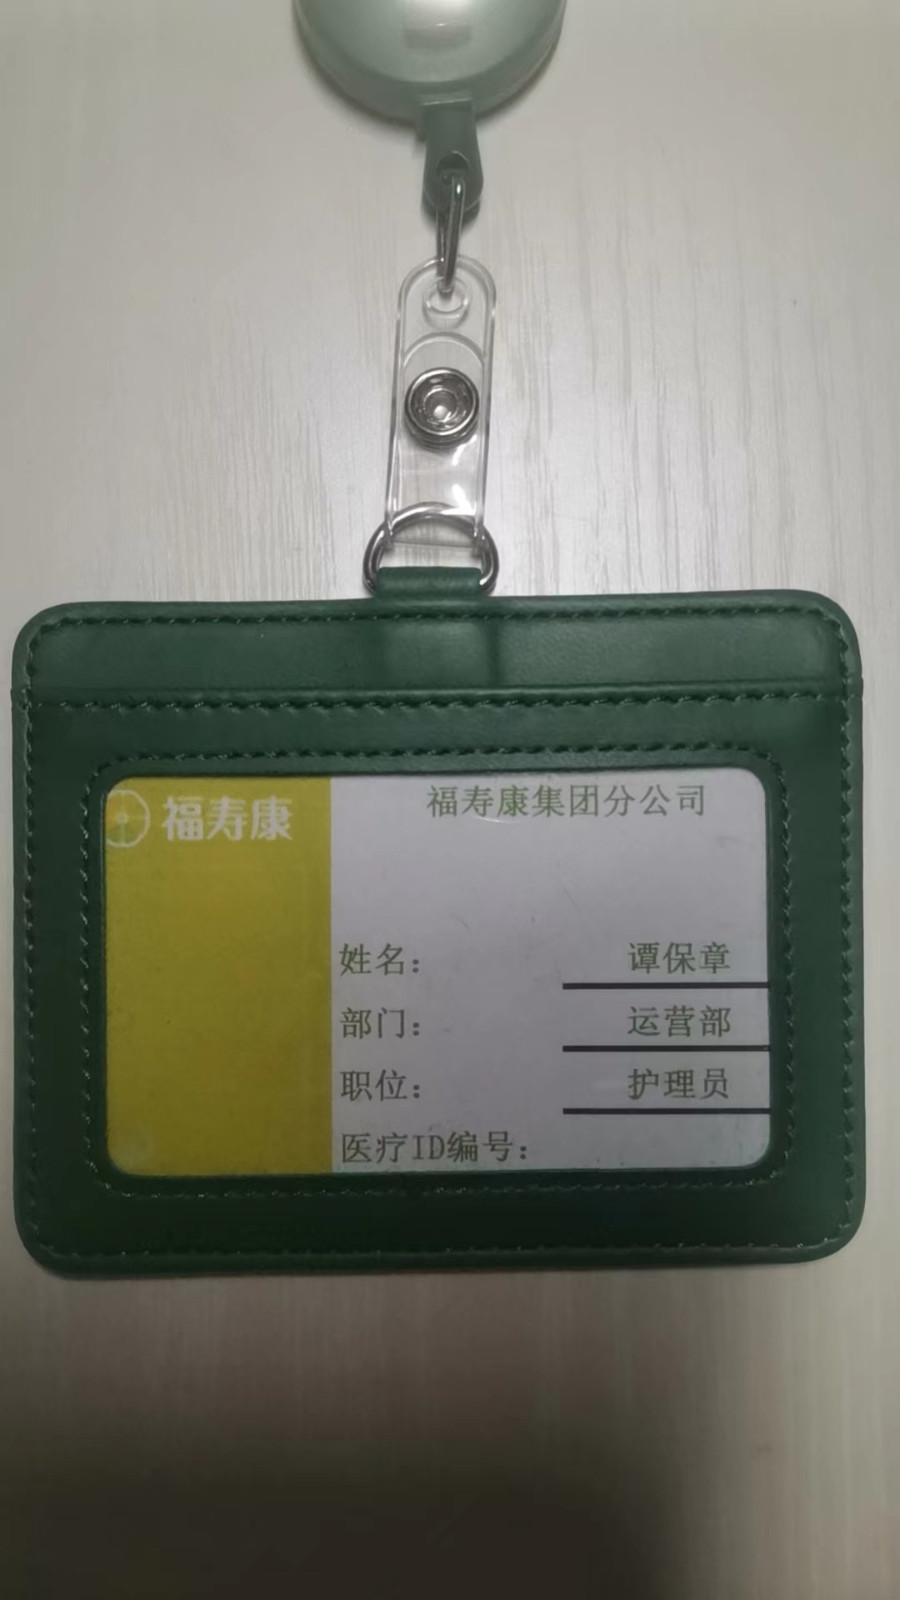 福寿康
福寿康集团分公司
姓名： 谭保章
部门： 运营部
职位： 护理员
医疗ID编号：